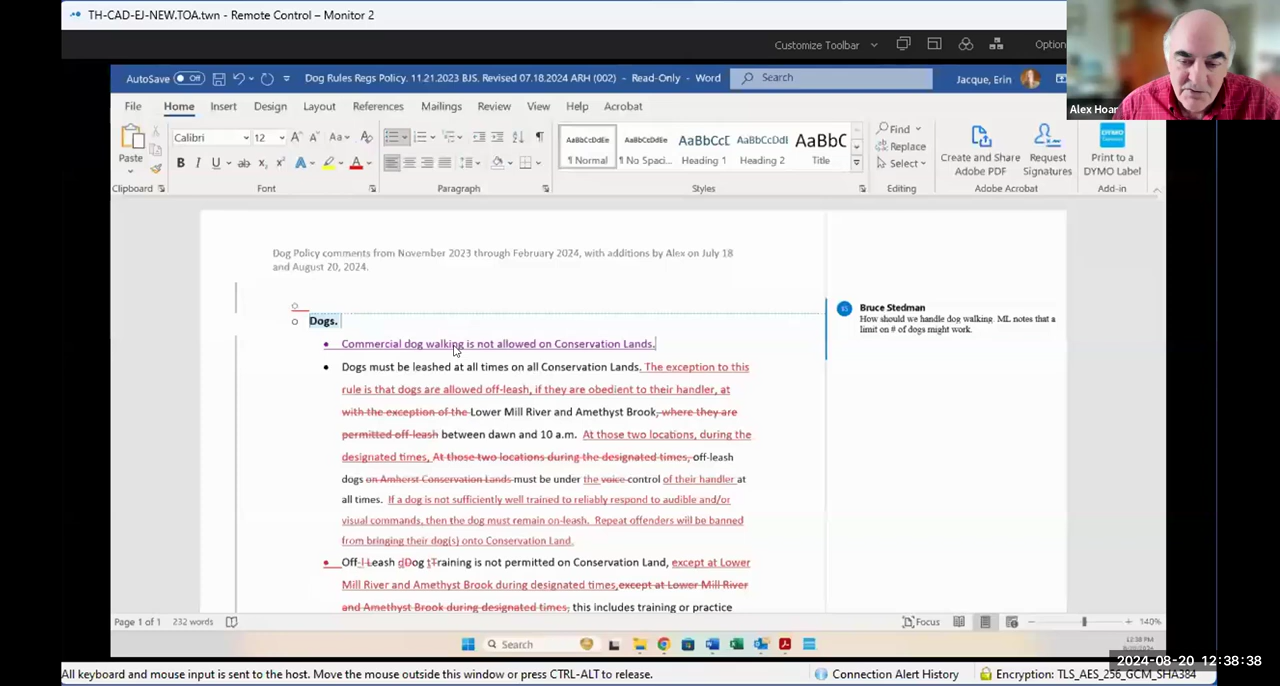 TH-CAD-EJ-NEW.TOA.twn - Remote Control – Monitor 2
Customize Toolbar
Option
Alex Hoar
AutoSave Off
Dog Rules Regs Policy. 11.21.2023 BJS. Revised 07.18.2024 ARH (002) - Read-Only - Word
Search
Jacque, Erin
File Home Insert Design Layout References Mailings Review View Help Acrobat
Paste
Calibri 12
Clipboard
Font
Paragraph
AaBbCcDdEe ¶ Normal
AaBbCcDdEe ¶ No Spaci...
AaBbCcC Heading 1
AaBbCcDdI Heading 2
AaBbC Title
Styles
Find
Replace
Select
Editing
Create and Share Adobe PDF
Request Signatures
Adobe Acrobat
DYMO
Print to a DYMO Label
Add-in
Dog Policy comments from November 2023 through February 2024, with additions by Alex on July 18
and August 20, 2024.
Dogs.
Commercial dog walking is not allowed on Conservation Lands.
Dogs must be leashed at all times on all Conservation Lands. The exception to this
rule is that dogs are allowed off-leash, if they are obedient to their handler, at
with the exception of the Lower Mill River and Amethyst Brook, where they are
permitted off-leash between dawn and 10 a.m. At those two locations, during the
designated times, At those two locations during the designated times, off-leash
dogs on Amherst Conservation Lands must be under the voice control of their handler at
all times. If a dog is not sufficiently well trained to reliably respond to audible and/or
visual commands, then the dog must remain on-leash. Repeat offenders will be banned
from bringing their dog(s) onto Conservation Land.
Off-l Leash dDog tTraining is not permitted on Conservation Land, except at Lower
Mill River and Amethyst Brook during designated times,except at Lower Mill River
and Amethyst Brook during designated times, this includes training or practice
Bruce Stedman
How should we handle dog walking. ML notes that a
limit on # of dogs might work.
Page 1 of 1 232 words
Focus
140%
Search
12:38 PM
2024-08-20 12:38:38
All keyboard and mouse input is sent to the host. Move the mouse outside this window or press CTRL-ALT to release.
Connection Alert History
Encryption: TLS_AES_256_GCM_SHA384